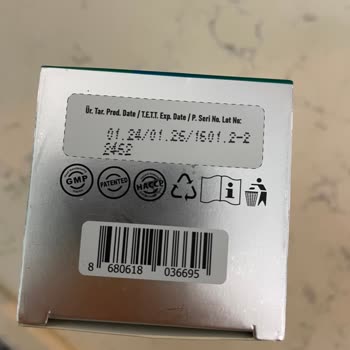 Ür. Tar. Prod. Date / T.E.T.T. Exp. Date / P. Seri No. Lot No:
01.24/01.26/1601.2-2
2462
GMP PATENTED HACCP i
8 680618 036695